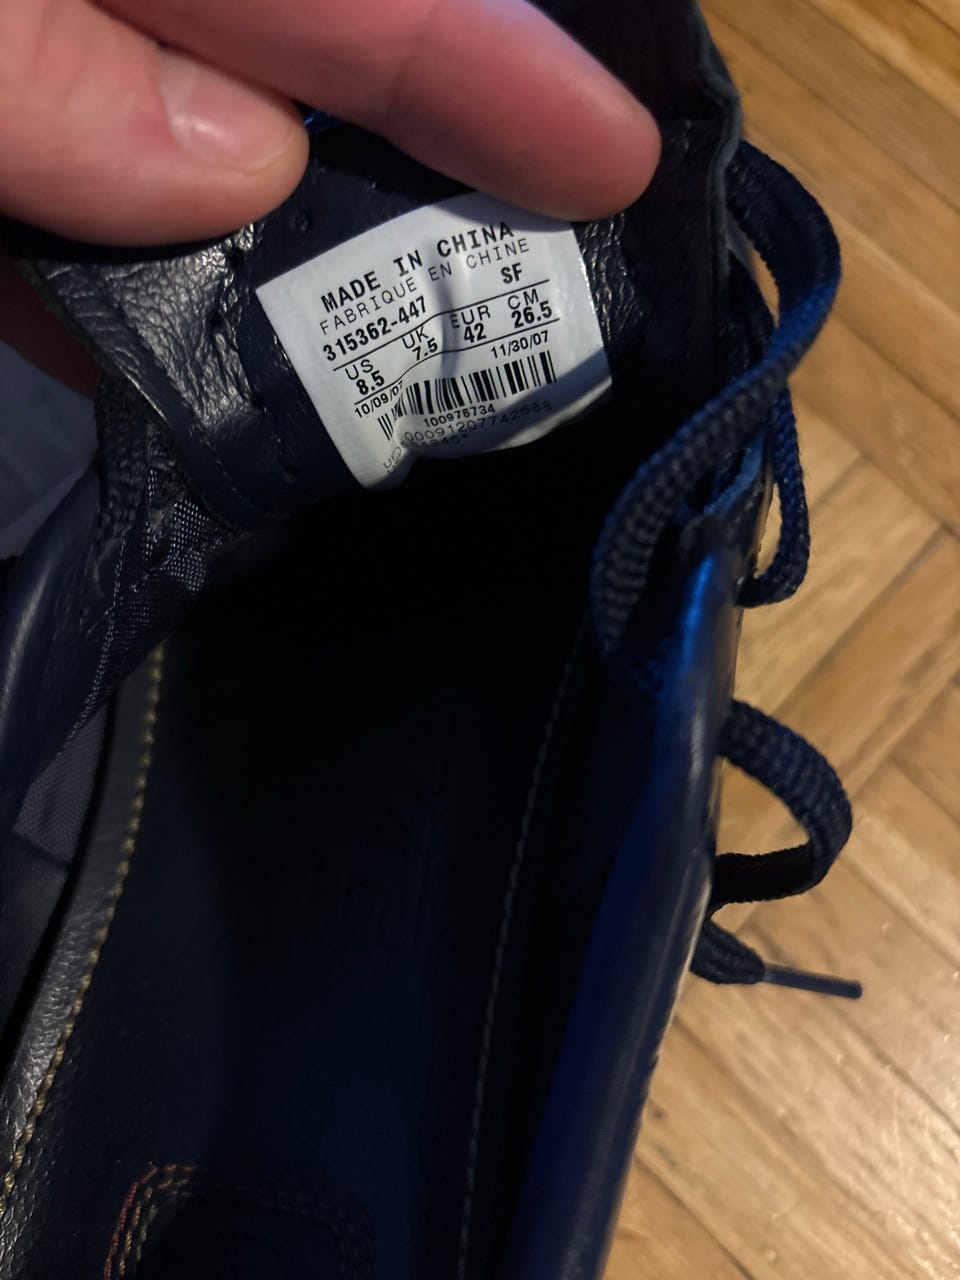 MADE IN CHINA
FABRIQUE EN CHINE
315362-447 SF
US UK EUR CM
8.5 7.5 42 26.5
10/09/07 11/30/07
100976734